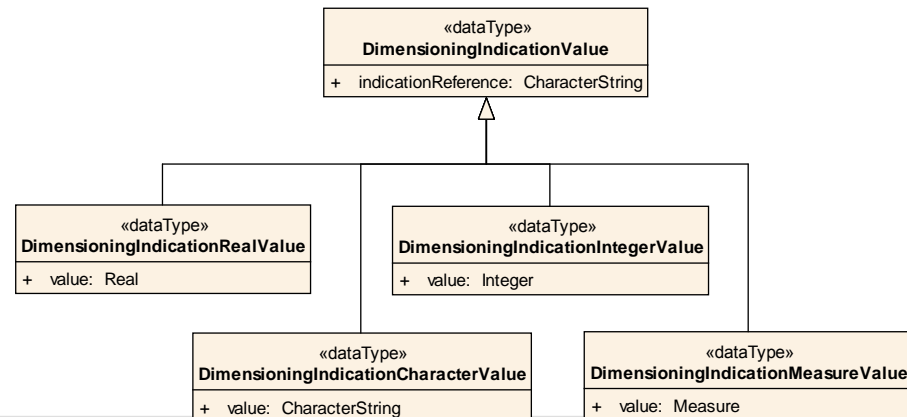 «dataType»
DimensioningIndicationValue
+ indicationReference: CharacterString
«dataType»
DimensioningIndicationRealValue
+ value: Real
«dataType»
DimensioningIndicationIntegerValue
+ value: Integer
«dataType»
DimensioningIndicationCharacterValue
+ value: CharacterString
«dataType»
DimensioningIndicationMeasureValue
+ value: Measure